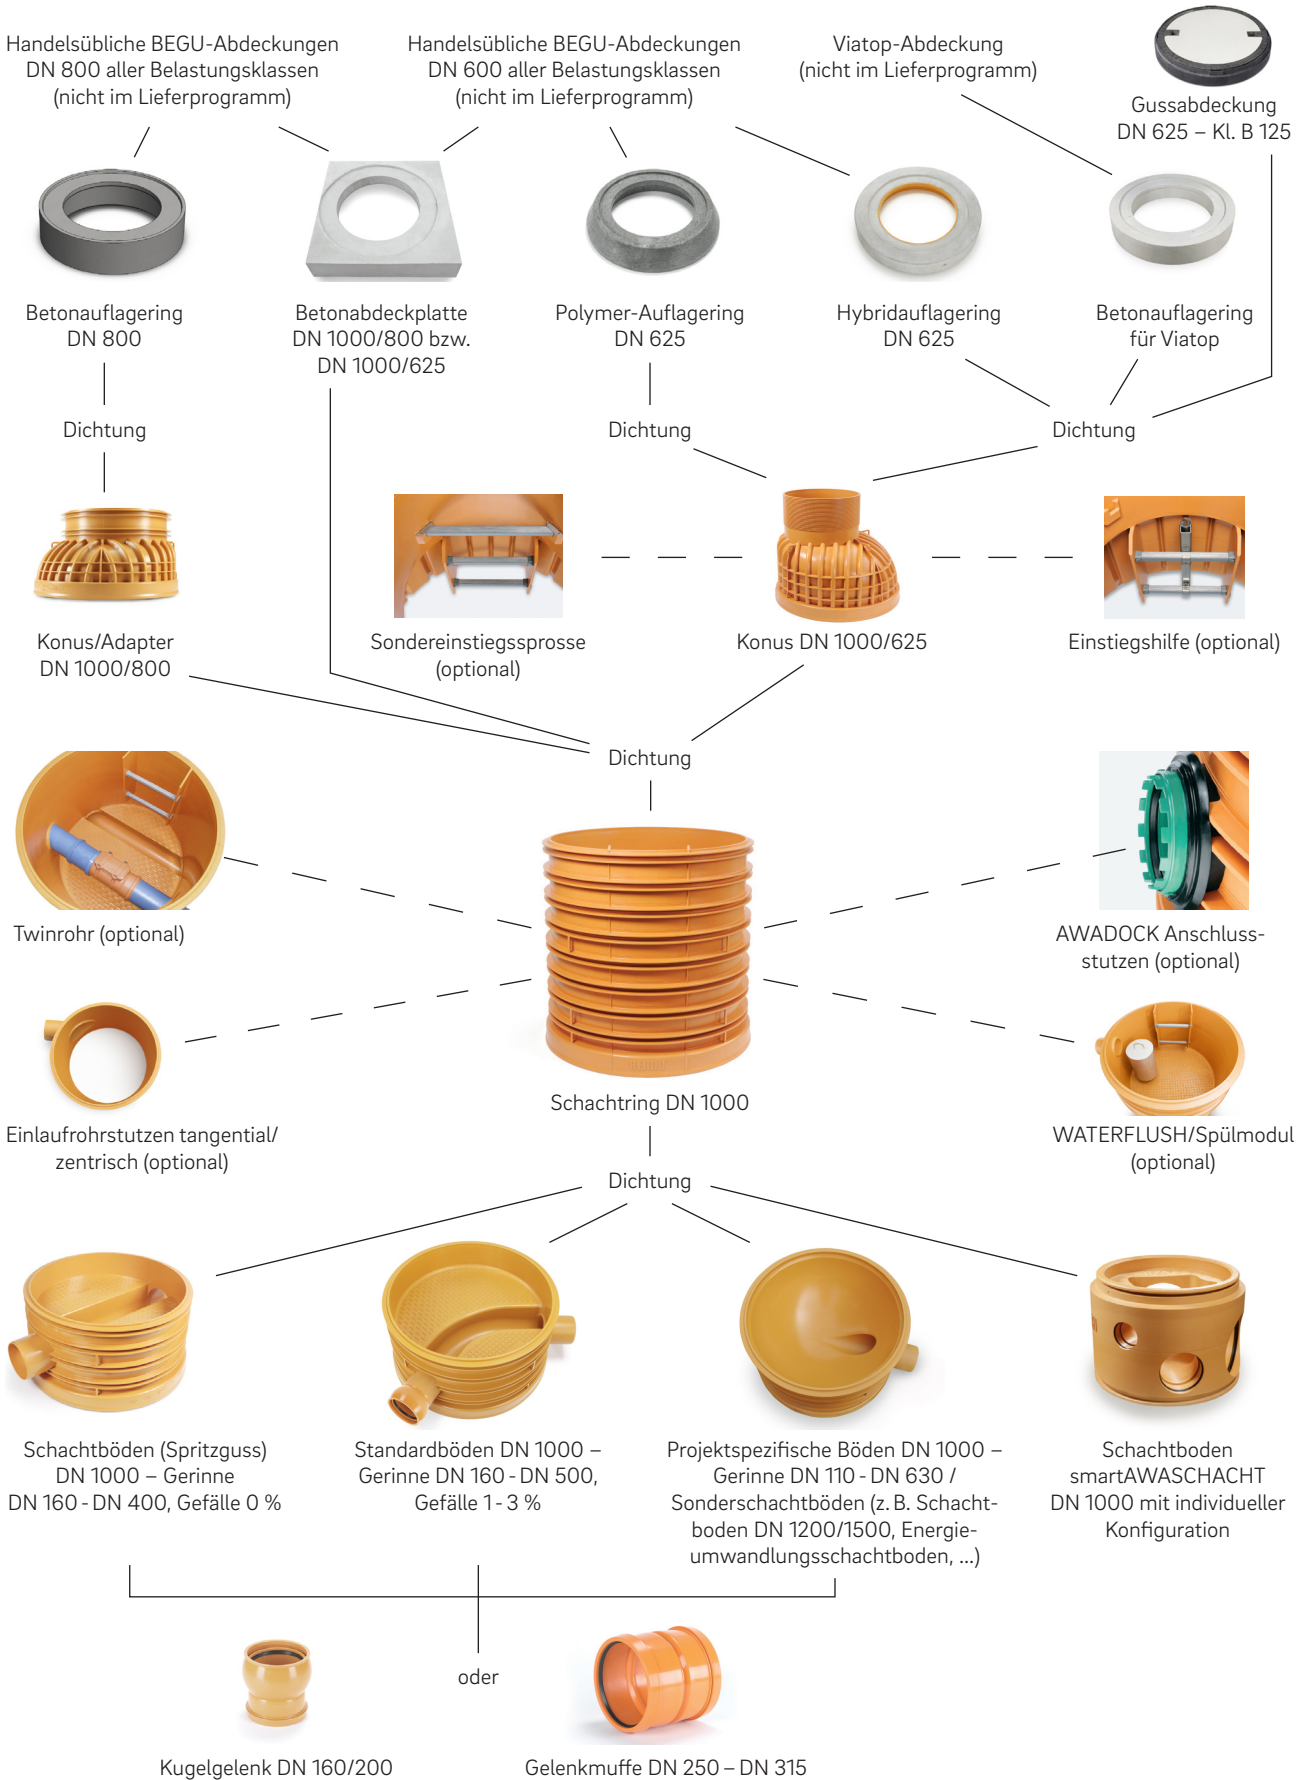 Handelsübliche BEGU-Abdeckungen
DN 800 aller Belastungsklassen
(nicht im Lieferprogramm)
Handelsübliche BEGU-Abdeckungen
DN 600 aller Belastungsklassen
(nicht im Lieferprogramm)
Viatop-Abdeckung
(nicht im Lieferprogramm)
Gussabdeckung
DN 625 – Kl. B 125
Betonauflagering
DN 800
Betonabdeckplatte
DN 1000/800 bzw.
DN 1000/625
Polymer-Auflagering
DN 625
Hybridauflagering
DN 625
Betonauflagering
für Viatop
Dichtung
Dichtung
Dichtung
Konus/Adapter
DN 1000/800
Sondereinstiegssprosse
(optional)
Konus DN 1000/625
Einstiegshilfe (optional)
Dichtung
Twinrohr (optional)
AWADOCK Anschluss-
stutzen (optional)
Schachtring DN 1000
Einlaufrohrstutzen tangential/
zentrisch (optional)
WATERFLUSH/Spülmodul
(optional)
Dichtung
Schachtböden (Spritzguss)
DN 1000 – Gerinne
DN 160 - DN 400, Gefälle 0 %
Standardböden DN 1000 –
Gerinne DN 160 - DN 500,
Gefälle 1 - 3 %
Projektspezifische Böden DN 1000 –
Gerinne DN 110 - DN 630 /
Sonderschachtböden (z. B. Schacht-
boden DN 1200/1500, Energie-
umwandlungsschachtboden, ...)
Schachtboden
smartAWASCHACHT
DN 1000 mit individueller
Konfiguration
oder
Kugelgelenk DN 160/200
Gelenkmuffe DN 250 – DN 315